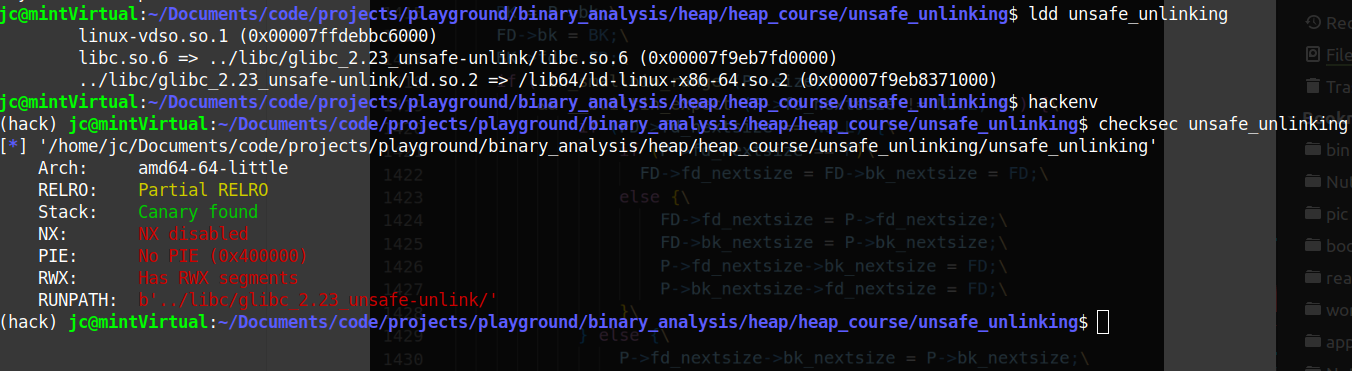 jc@mintVirtual:~/Documents/code/projects/playground/binary_analysis/heap/heap_course/unsafe_unlinking$ ldd unsafe_unlinking
linux-vdso.so.1 (0x00007ffdebbc6000)
libc.so.6 => ../libc/glibc_2.23_unsafe-unlink/libc.so.6 (0x00007f9eb7fd0000)
../libc/glibc_2.23_unsafe-unlink/ld.so.2 => /lib64/ld-linux-x86-64.so.2 (0x00007f9eb8371000)
jc@mintVirtual:~/Documents/code/projects/playground/binary_analysis/heap/heap_course/unsafe_unlinking$ hackenv
(hack) jc@mintVirtual:~/Documents/code/projects/playground/binary_analysis/heap/heap_course/unsafe_unlinking$ checksec unsafe_unlinking
[*] '/home/jc/Documents/code/projects/playground/binary_analysis/heap/heap_course/unsafe_unlinking/unsafe_unlinking'
Arch: amd64-64-little
RELRO: Partial RELRO
Stack: Canary found
NX: NX disabled
PIE: No PIE (0x400000)
RWX: Has RWX segments
RUNPATH: b'../libc/glibc_2.23_unsafe-unlink/'
(hack) jc@mintVirtual:~/Documents/code/projects/playground/binary_analysis/heap/heap_course/unsafe_unlinking$
FD->bk = BK;\
1422 FD->fd_nextsize = FD->bk_nextsize = FD;\
1423 else {\
1424 FD->fd_nextsize = P->fd_nextsize;\
1425 FD->bk_nextsize = P->bk_nextsize;\
1426 P->fd_nextsize->bk_nextsize = FD;\
1427 P->bk_nextsize->fd_nextsize = FD;\
1428 }\
1429 } else {\
1430 P->fd_nextsize->bk_nextsize = P->bk_nextsize;\
Rec
File
Tra
bin
Nu
pic
boo
rea
wor
app